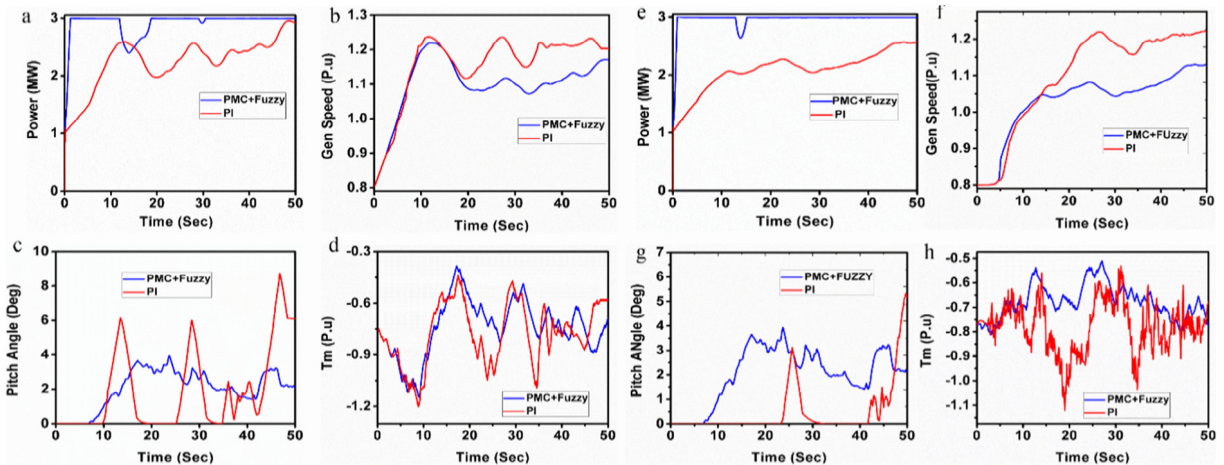 a
Power (MW)
3
2
1
0
PMC+Fuzzy
PI
0 10 20 30 40 50
Time (Sec)
b
Gen Speed (P.u)
1.3
1.2
1.1
1.0
0.9
0.8
PMC+Fuzzy
PI
0 10 20 30 40 50
Time (Sec)
e
Power (MW)
3
2
1
0
PMC+Fuzzy
PI
0 10 20 30 40 50
Time (Sec)
f
Gen Speed(P.u)
1.3
1.2
1.1
1.0
0.9
0.8
PMC+FUzzy
PI
0 10 20 30 40 50
Time (Sec)
c
Pitch Angle (Deg)
10
8
6
4
2
0
PMC+Fuzzy
PI
0 10 20 30 40 50
Time (Sec)
d
Tm (P.u)
-0.3
-0.6
-0.9
-1.2
PMC+Fuzzy
PI
0 10 20 30 40 50
Time (Sec)
g
Pitch ANgle (Deg)
7
6
5
4
3
2
1
0
PMC+FUZZY
PI
0 10 20 30 40 50
Time (Sec)
h
Tm (P.u)
-0.5
-0.6
-0.7
-0.8
-0.9
-1.0
-1.1
PMC+Fuzzy
PI
0 10 20 30 40 50
Time (Sec)